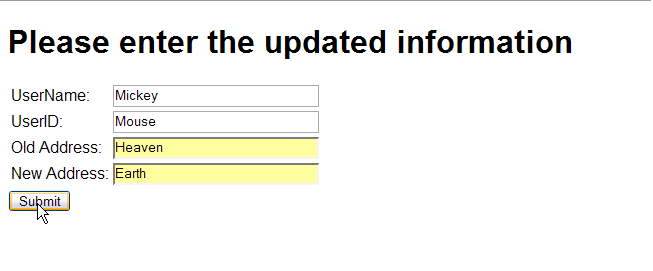 Please enter the updated information
UserName: Mickey
UserID: Mouse
Old Address: Heaven
New Address: Earth
Submit